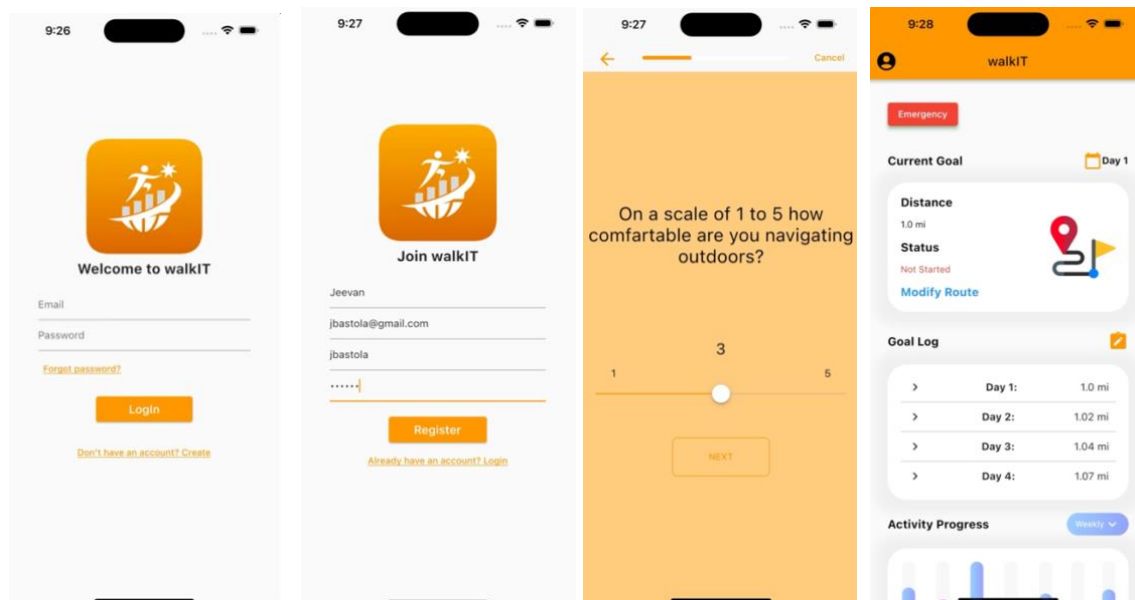 9:26
Welcome to walkIT
Email
Password
Forgot password?
Login
Don't have an account? Create
9:27
Join walkIT
Jeevan
jbastola@gmail.com
jbastola
Register
Already have an account? Login
9:27
Cancel
On a scale of 1 to 5 how
comfartable are you navigating
outdoors?
3
1 5
NEXT
9:28
walkIT
Emergency
Current Goal Day 1
Distance
1.0 mi
Status
Not Started
Modify Route
Goal Log
Day 1: 1.0 mi
Day 2: 1.02 mi
Day 3: 1.04 mi
Day 4: 1.07 mi
Activity Progress Weekly